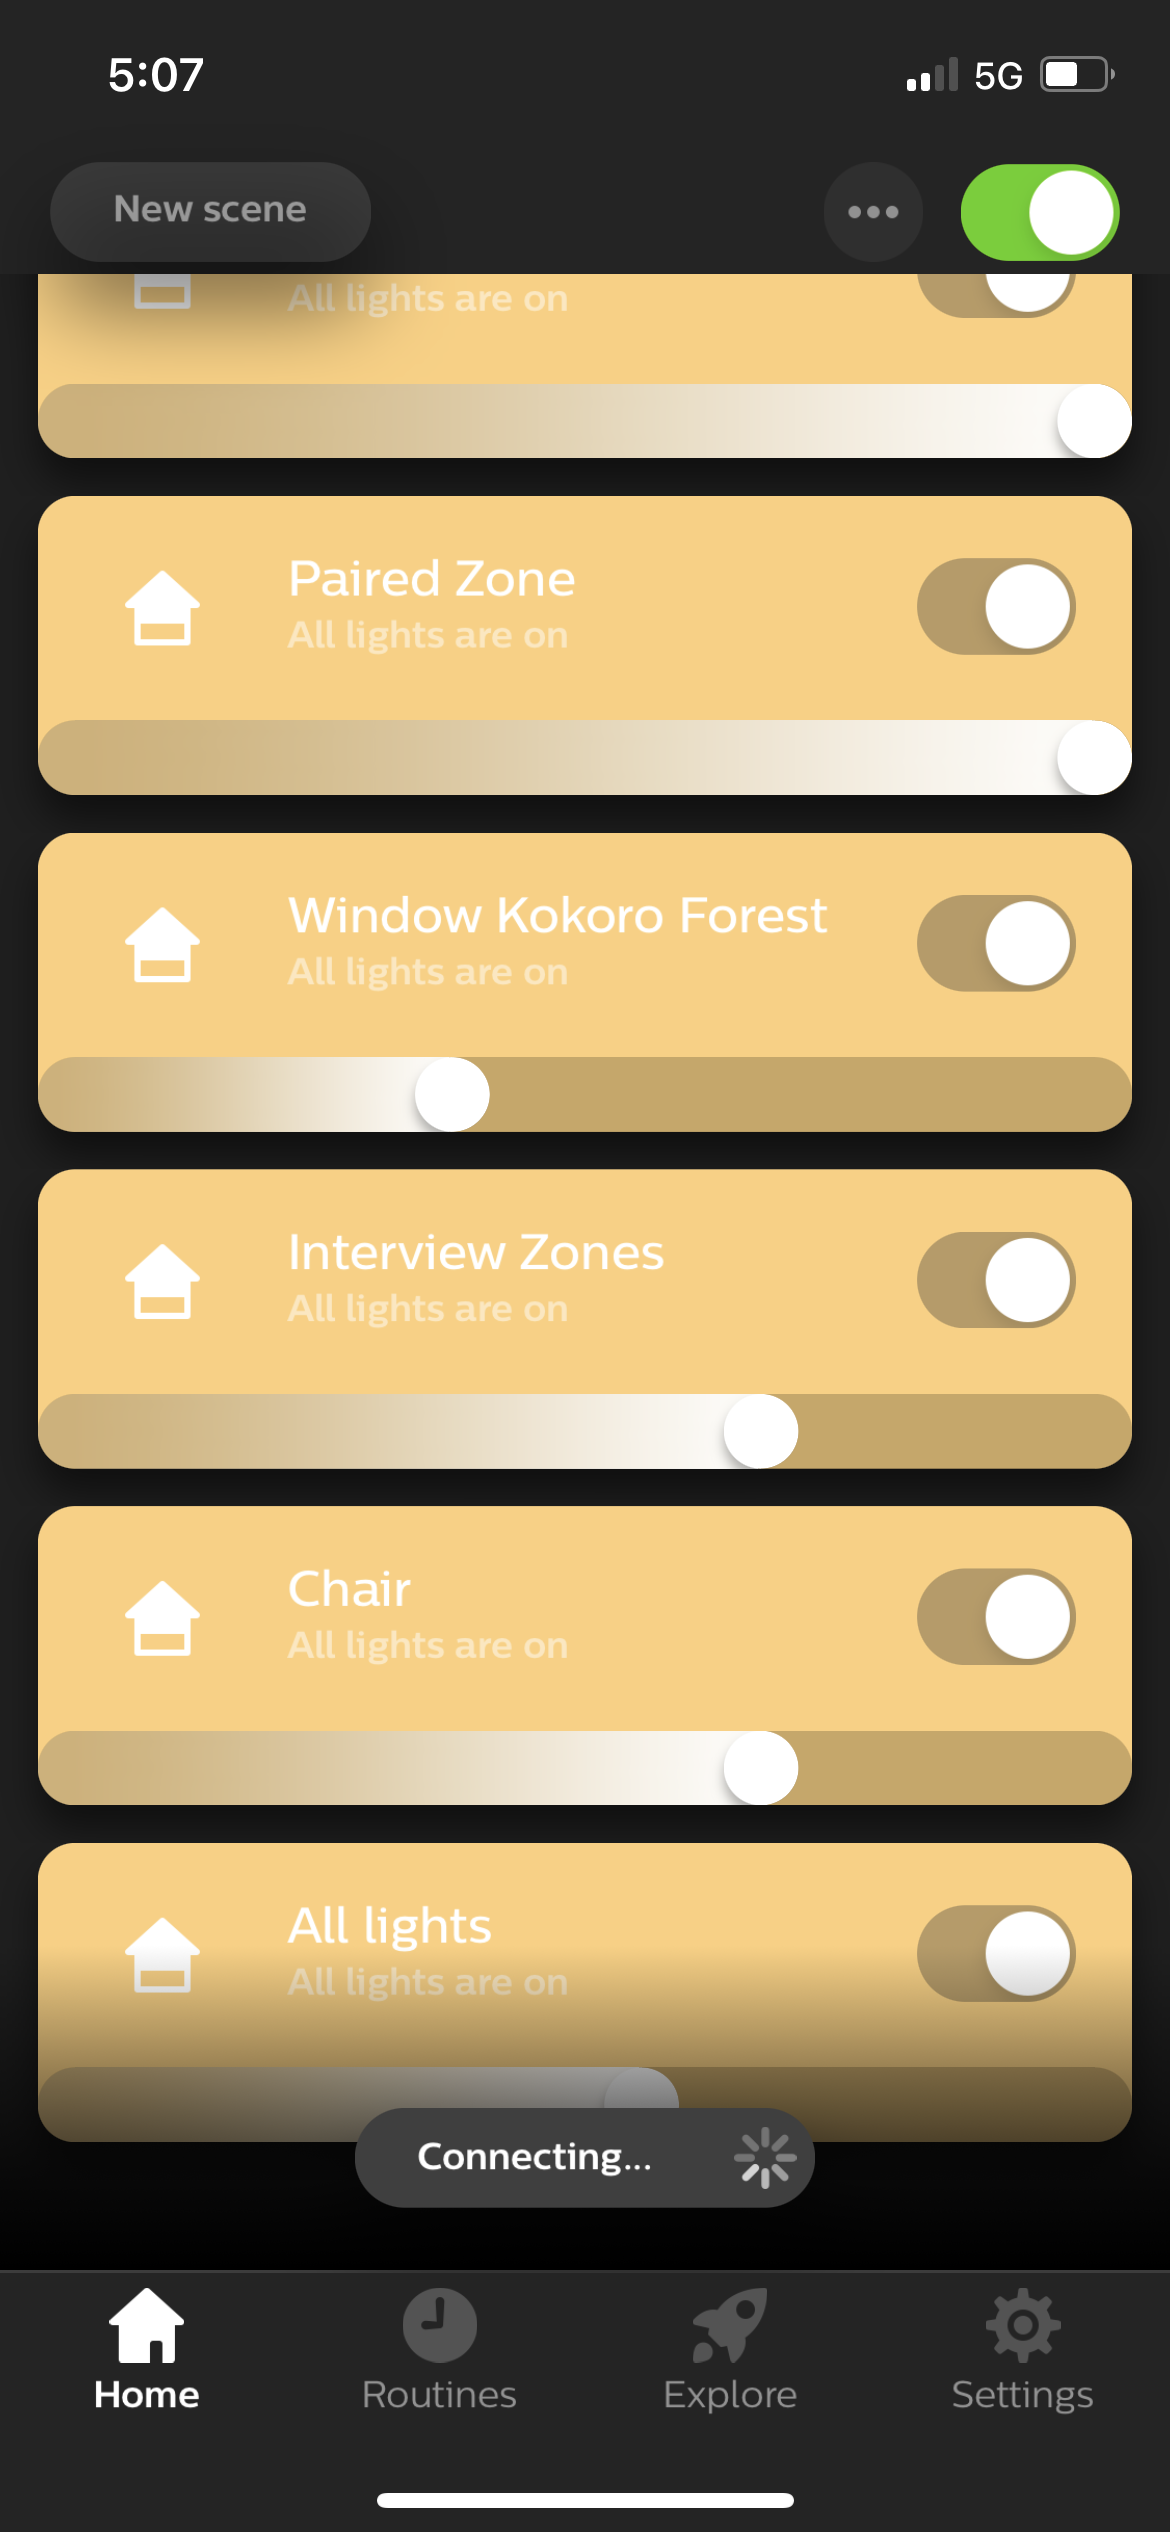 5:07
5G
New scene
All lights are on
Paired Zone
All lights are on
Window Kokoro Forest
All lights are on
Interview Zones
All lights are on
Chair
All lights are on
All lights
All lights are on
Connecting...
Home
Routines
Explore
Settings